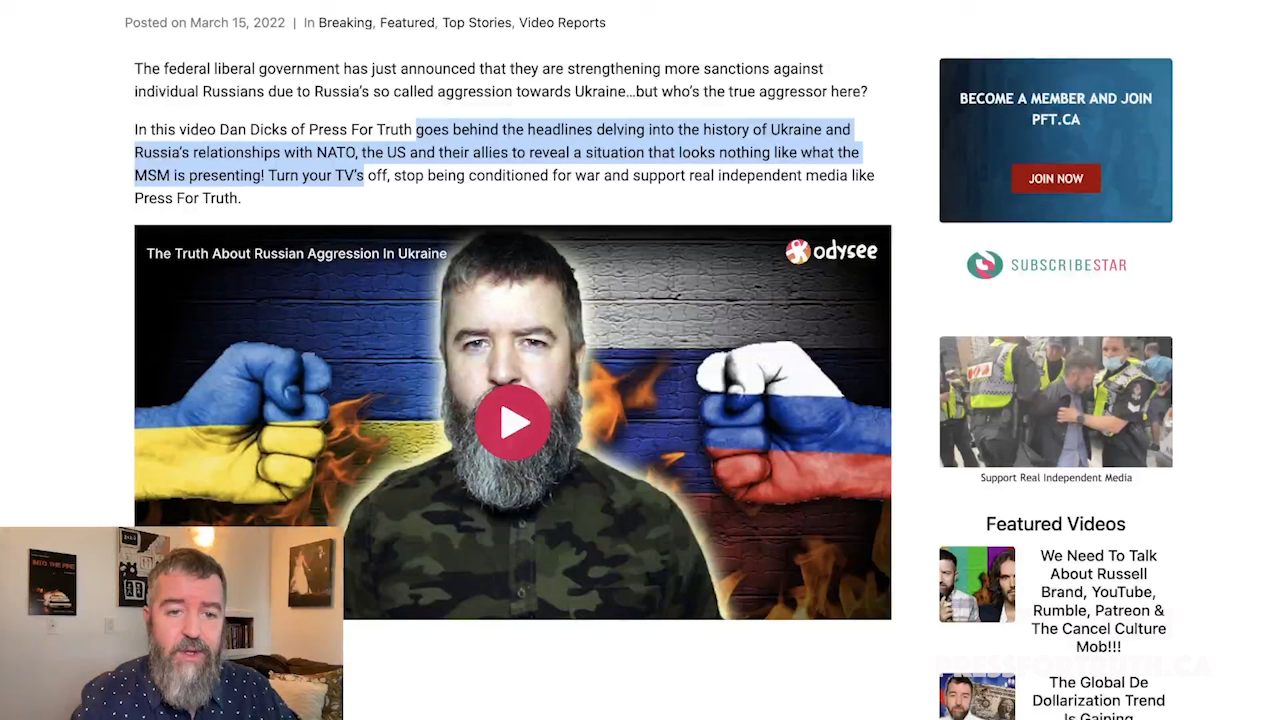 Posted on March 15, 2022 | In Breaking, Featured, Top Stories, Video Reports
The federal liberal government has just announced that they are strengthening more sanctions against
individual Russians due to Russia's so called aggression towards Ukraine…but who's the true aggressor here?
In this video Dan Dicks of Press For Truth goes behind the headlines delving into the history of Ukraine and
Russia's relationships with NATO, the US and their allies to reveal a situation that looks nothing like what the
MSM is presenting! Turn your TV's off, stop being conditioned for war and support real independent media like
Press For Truth.
The Truth About Russian Aggression In Ukraine
odysee
BECOME A MEMBER AND JOIN
PFT.CA
JOIN NOW
SUBSCRIBESTAR
Support Real Independent Media
Featured Videos
We Need To Talk
About Russell
Brand, YouTube,
Rumble, Patreon &
The Cancel Culture
Mob!!!
PRESSFORTRUTH.CA
The Global De
Dollarization Trend
Is Gaining
INTO THE FIRE